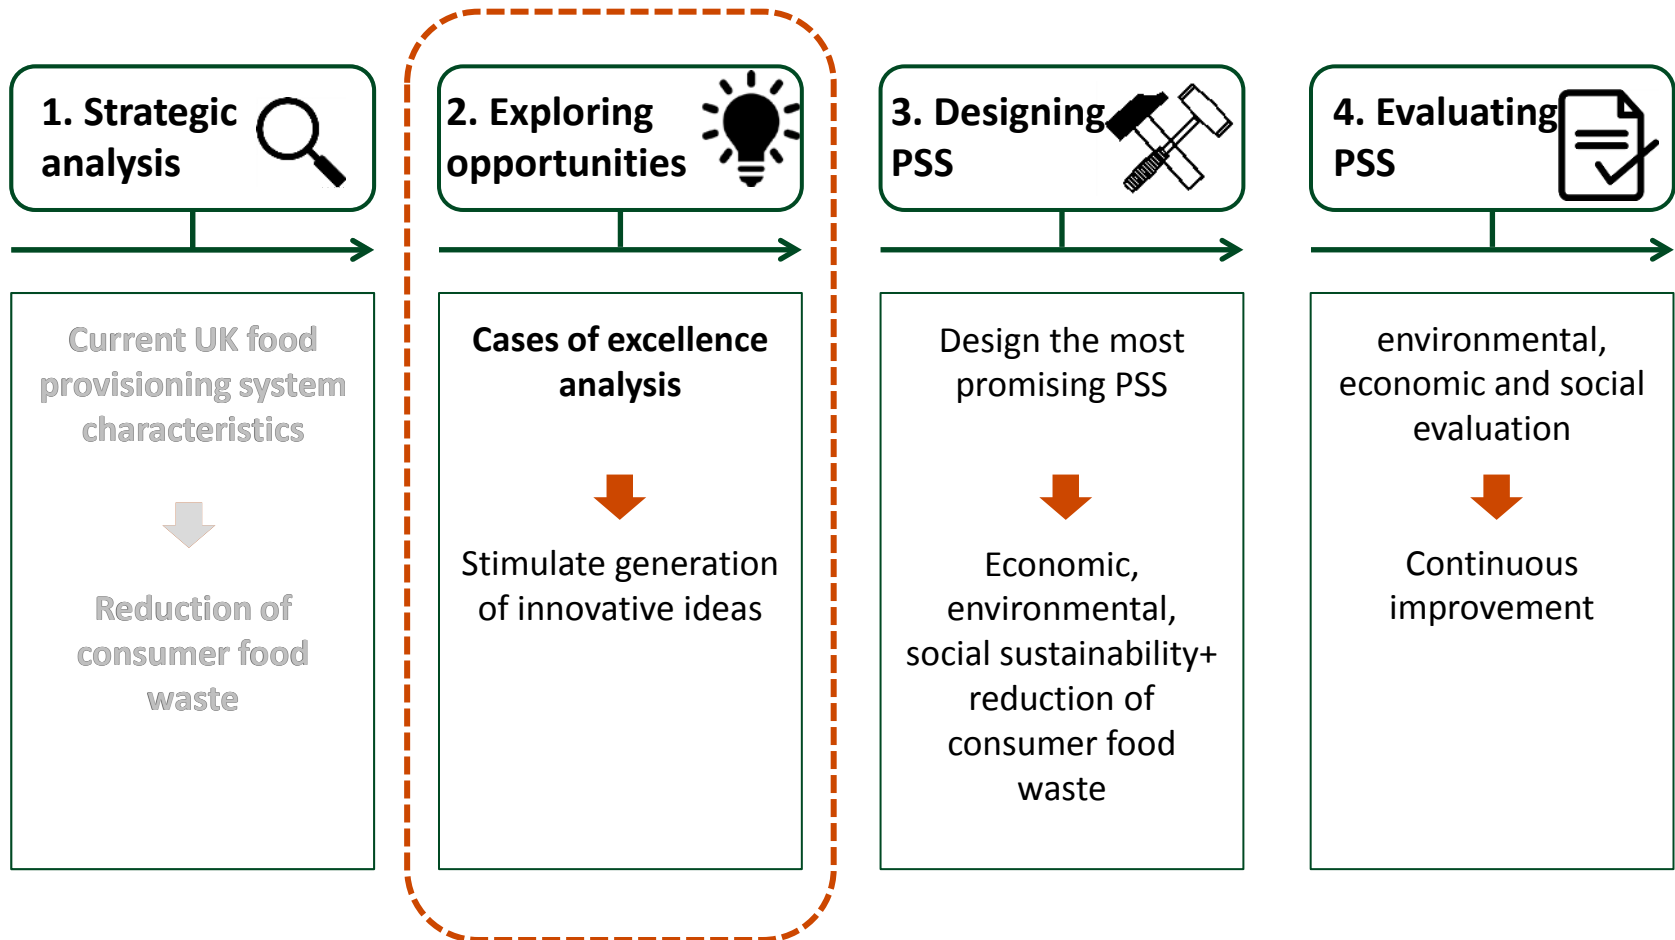 1. Strategic
analysis
2. Exploring
opportunities
3. Designing
PSS
4. Evaluating
PSS
Current UK food
provisioning system
characteristics
Reduction of
consumer food
waste
Cases of excellence
analysis
Stimulate generation
of innovative ideas
Design the most
promising PSS
Economic,
environmental,
social sustainability+
reduction of
consumer food
waste
environmental,
economic and social
evaluation
Continuous
improvement